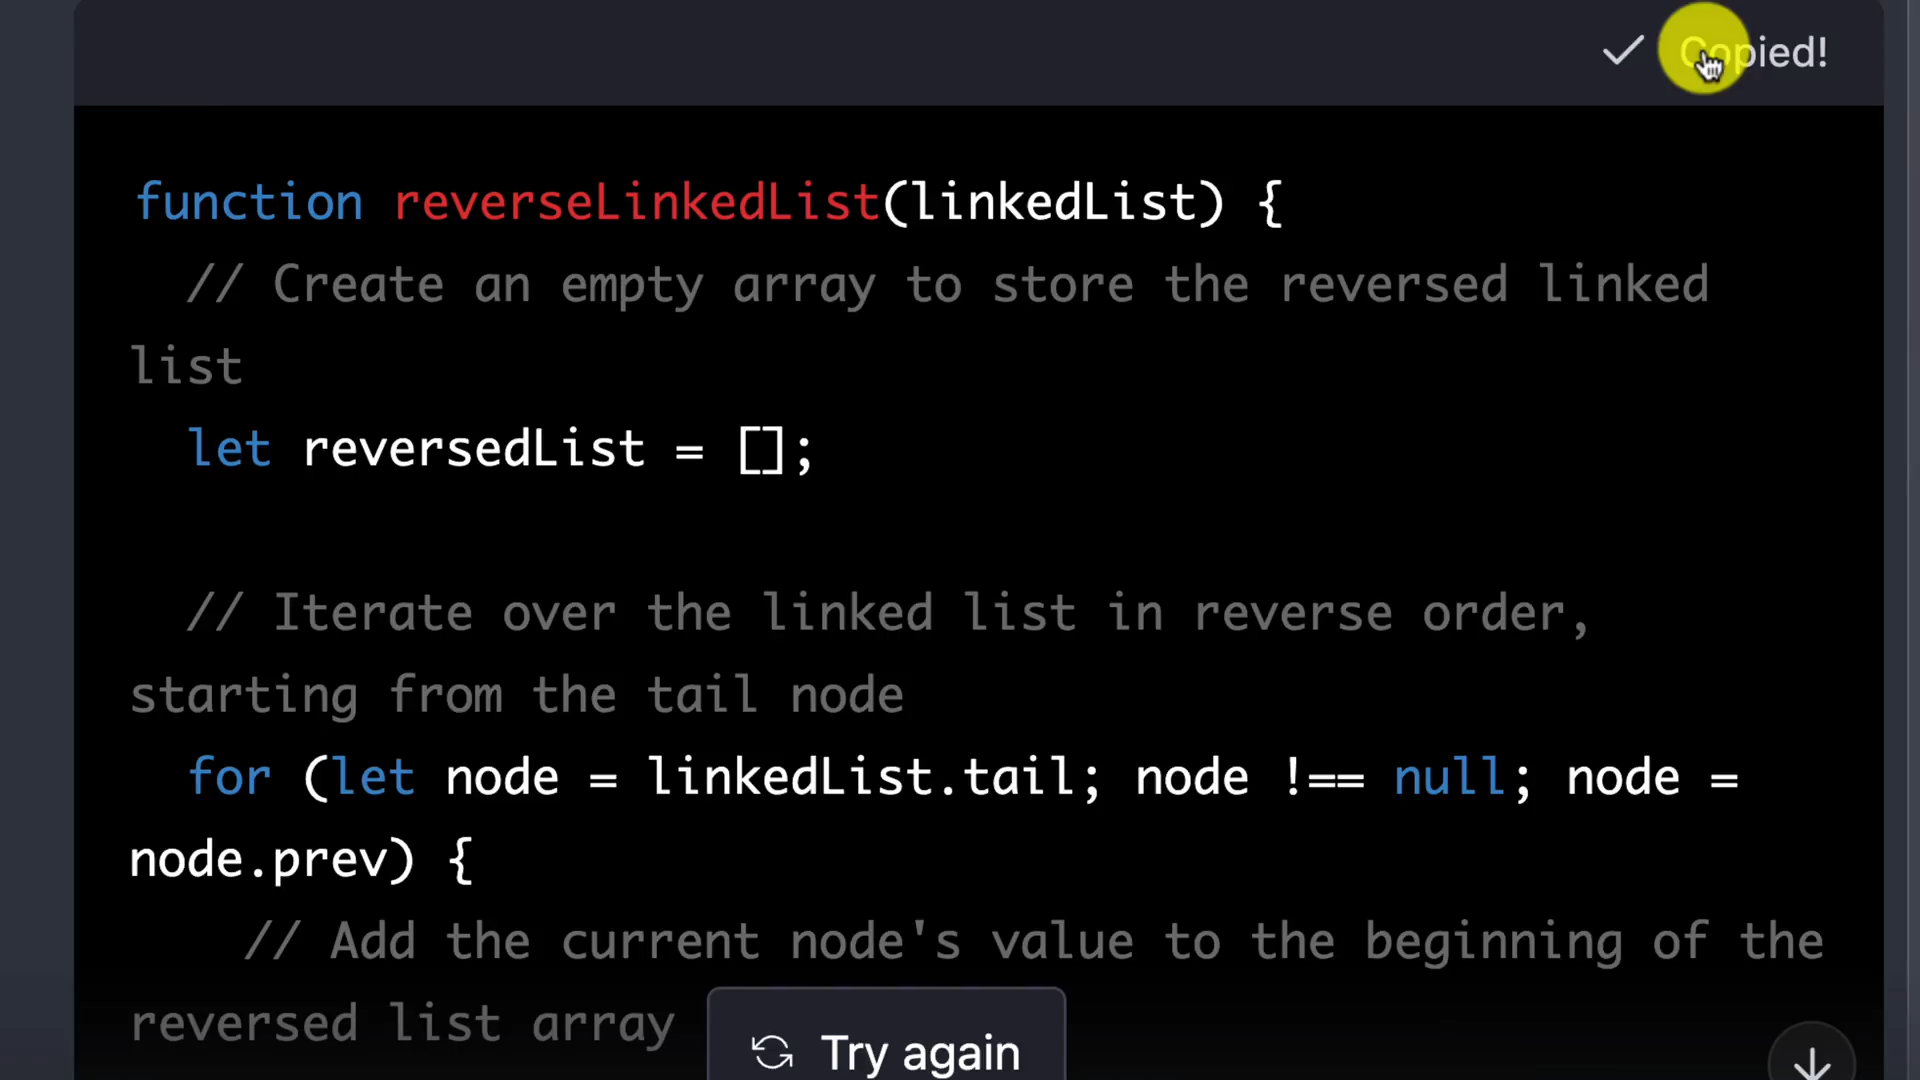 Copied!
function reverseLinkedList(linkedList) {
// Create an empty array to store the reversed linked
list
let reversedList = [];
// Iterate over the linked list in reverse order,
starting from the tail node
for (let node = linkedList.tail; node !== null; node =
node.prev) {
// Add the current node's value to the beginning of the
reversed list array
Try again